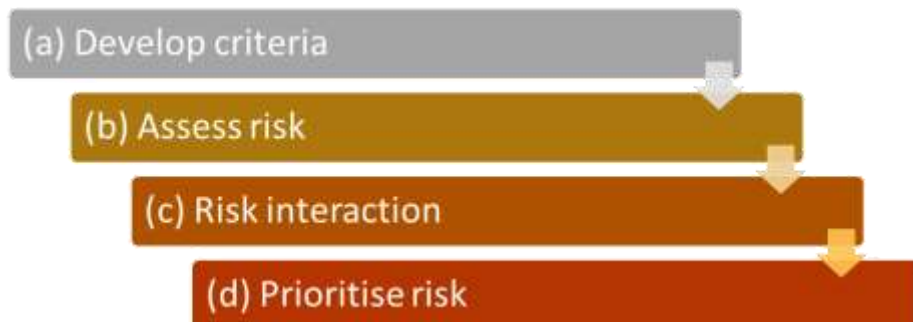 (a) Develop criteria
(b) Assess risk
(c) Risk interaction
(d) Prioritise risk